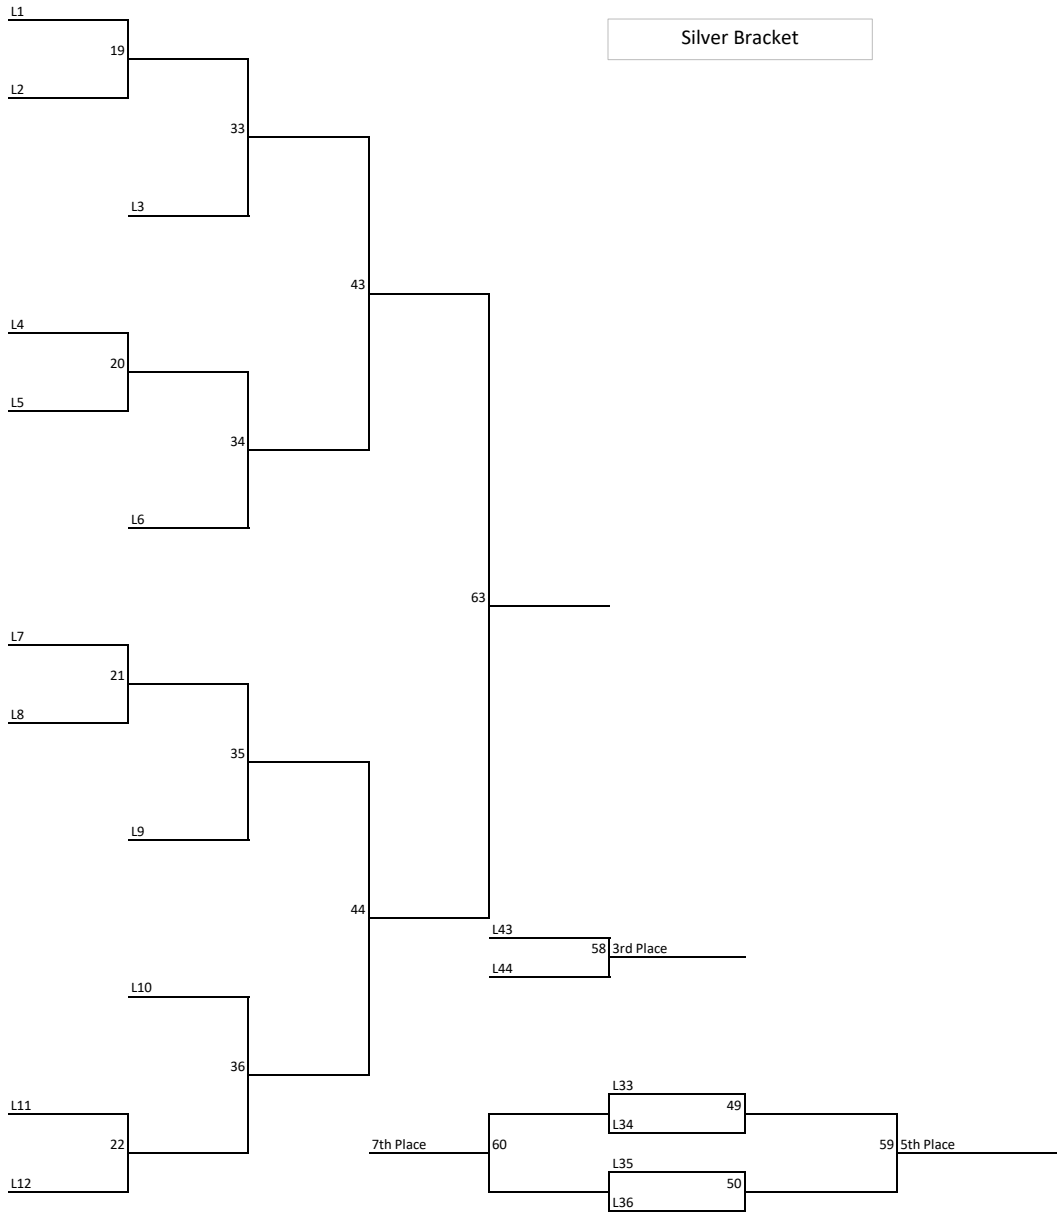 L1
Silver Bracket
19
L2
33
L3
43
L4
20
L5
34
L6
63
L7
21
L8
35
L9
44
L43
58 3rd Place
L44
L10
36
L33
L11
49
L34
7th Place 60
22
59 5th Place
L35
50
L12
L36